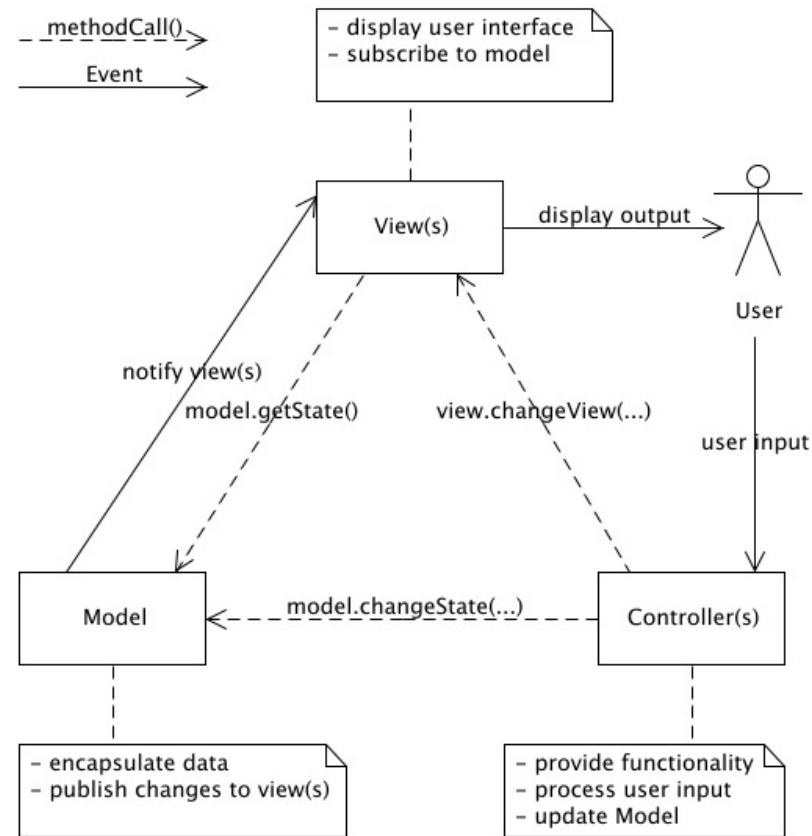 methodCall()
Event
– display user interface
– subscribe to model
View(s)
display output
User
notify view(s)
model.getState()
view.changeView(...)
user input
Model
model.changeState(...)
Controller(s)
– encapsulate data
– publish changes to view(s)
– provide functionality
– process user input
– update Model